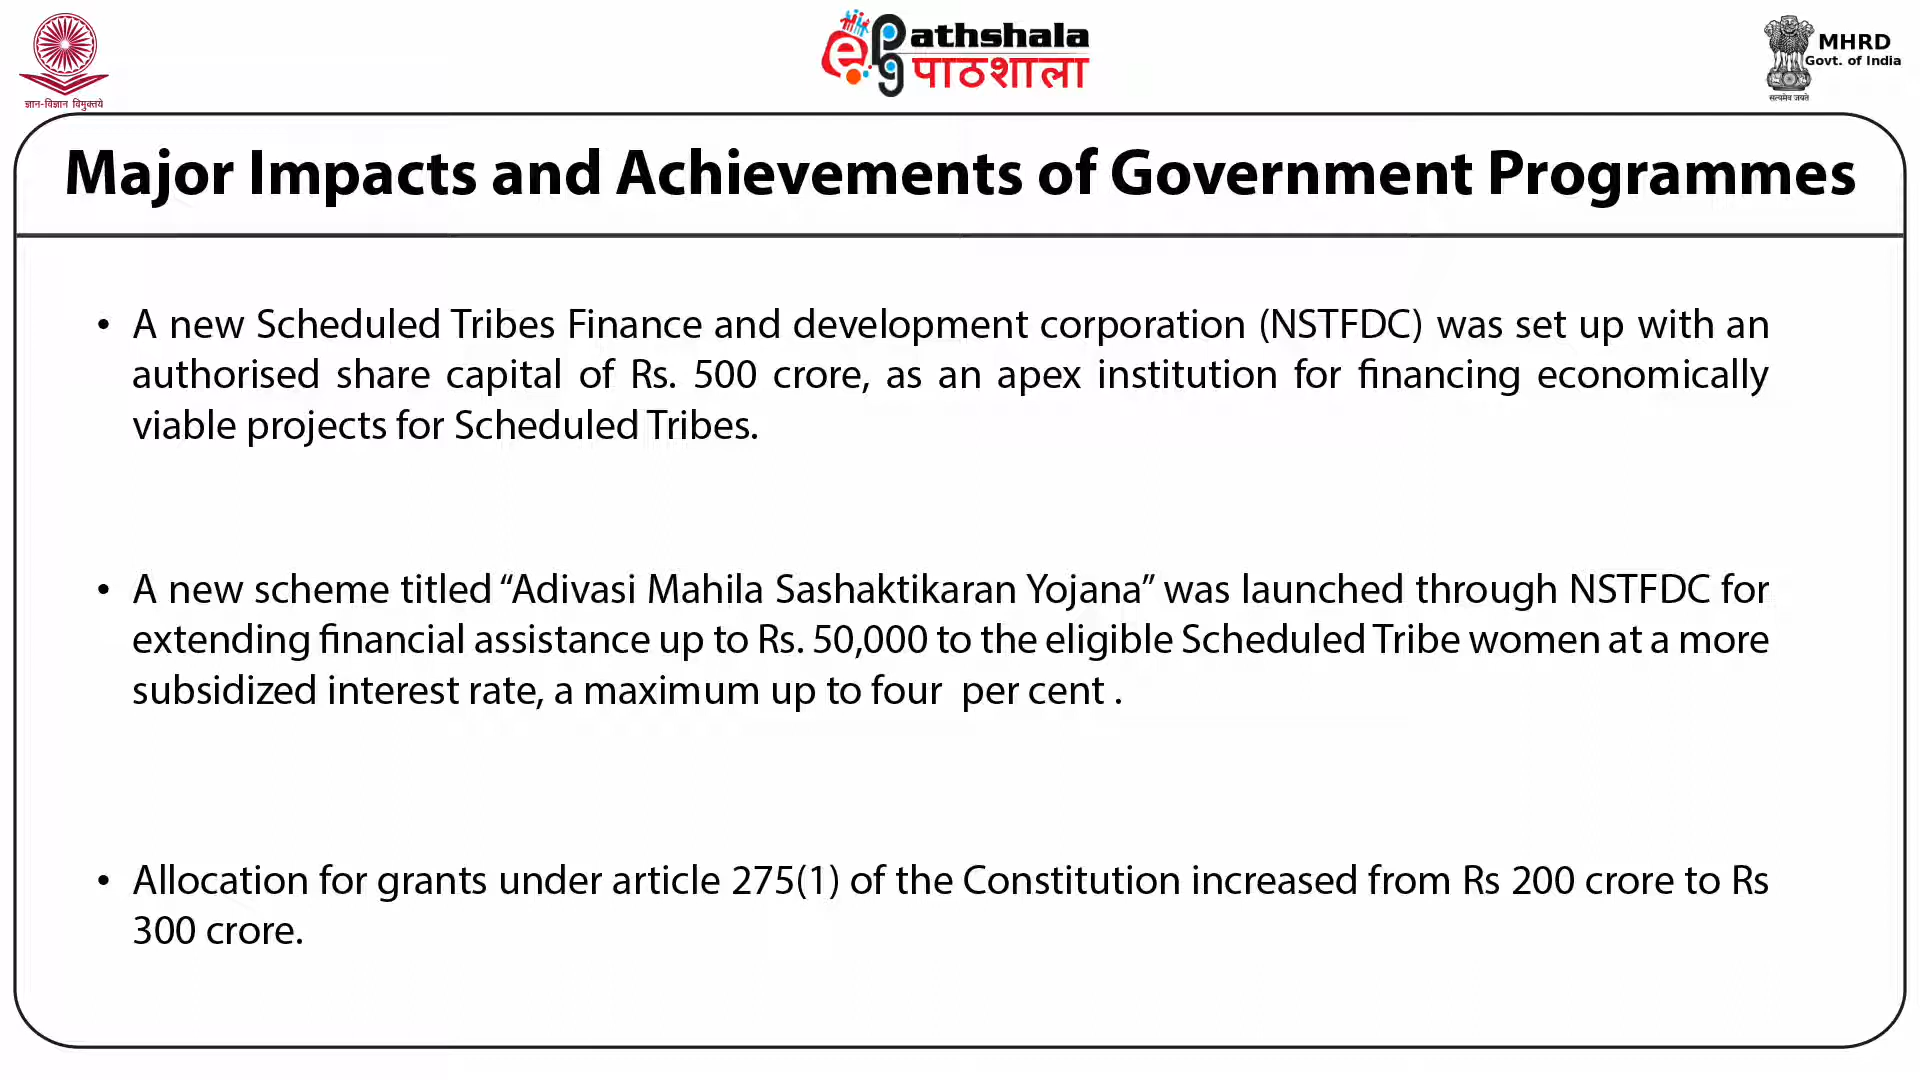 ज्ञान-विज्ञान विमुक्तये
e Pathshala
पाठशाला
MHRD
Govt. of India
सत्यमेव जयते
Major Impacts and Achievements of Government Programmes
• A new Scheduled Tribes Finance and development corporation (NSTFDC) was set up with an
authorised share capital of Rs. 500 crore, as an apex institution for financing economically
viable projects for Scheduled Tribes.
• A new scheme titled “Adivasi Mahila Sashaktikaran Yojana” was launched through NSTFDC for
extending financial assistance up to Rs. 50,000 to the eligible Scheduled Tribe women at a more
subsidized interest rate, a maximum up to four  per cent .
• Allocation for grants under article 275(1) of the Constitution increased from Rs 200 crore to Rs
300 crore.